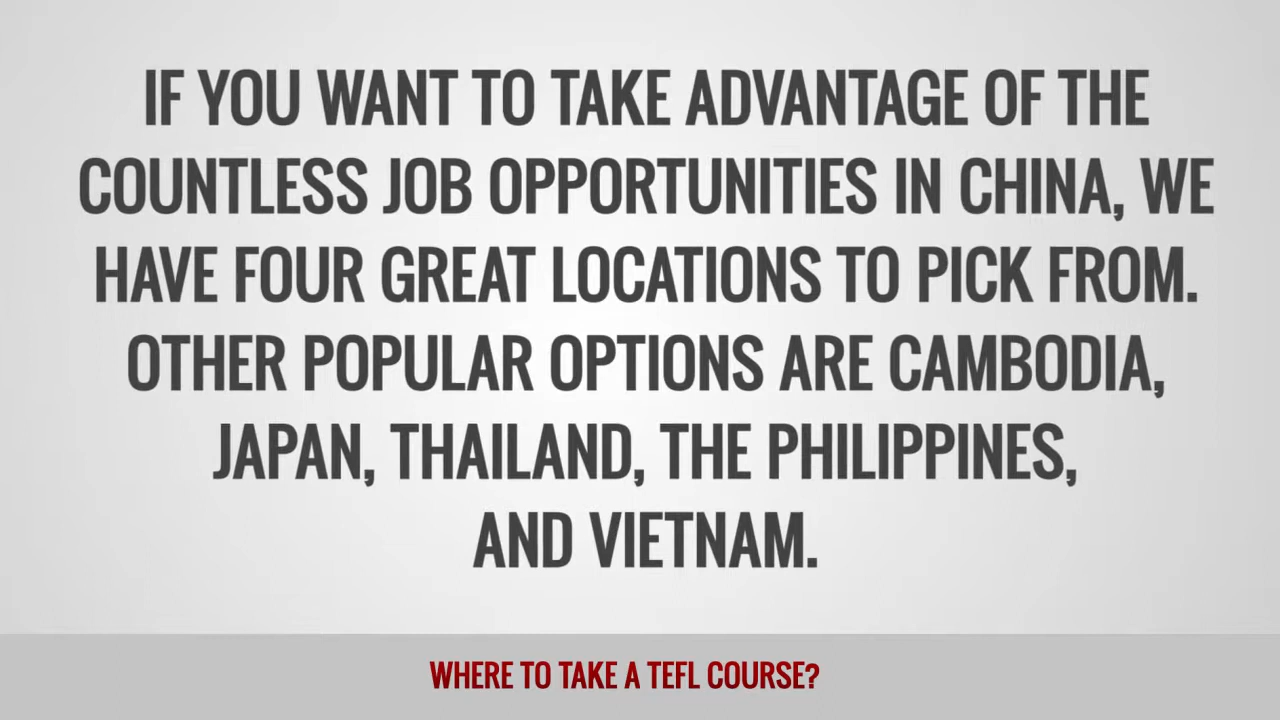 IF YOU WANT TO TAKE ADVANTAGE OF THE
COUNTLESS JOB OPPORTUNITIES IN CHINA, WE
HAVE FOUR GREAT LOCATIONS TO PICK FROM.
OTHER POPULAR OPTIONS ARE CAMBODIA,
JAPAN, THAILAND, THE PHILIPPINES,
AND VIETNAM.
WHERE TO TAKE A TEFL COURSE?